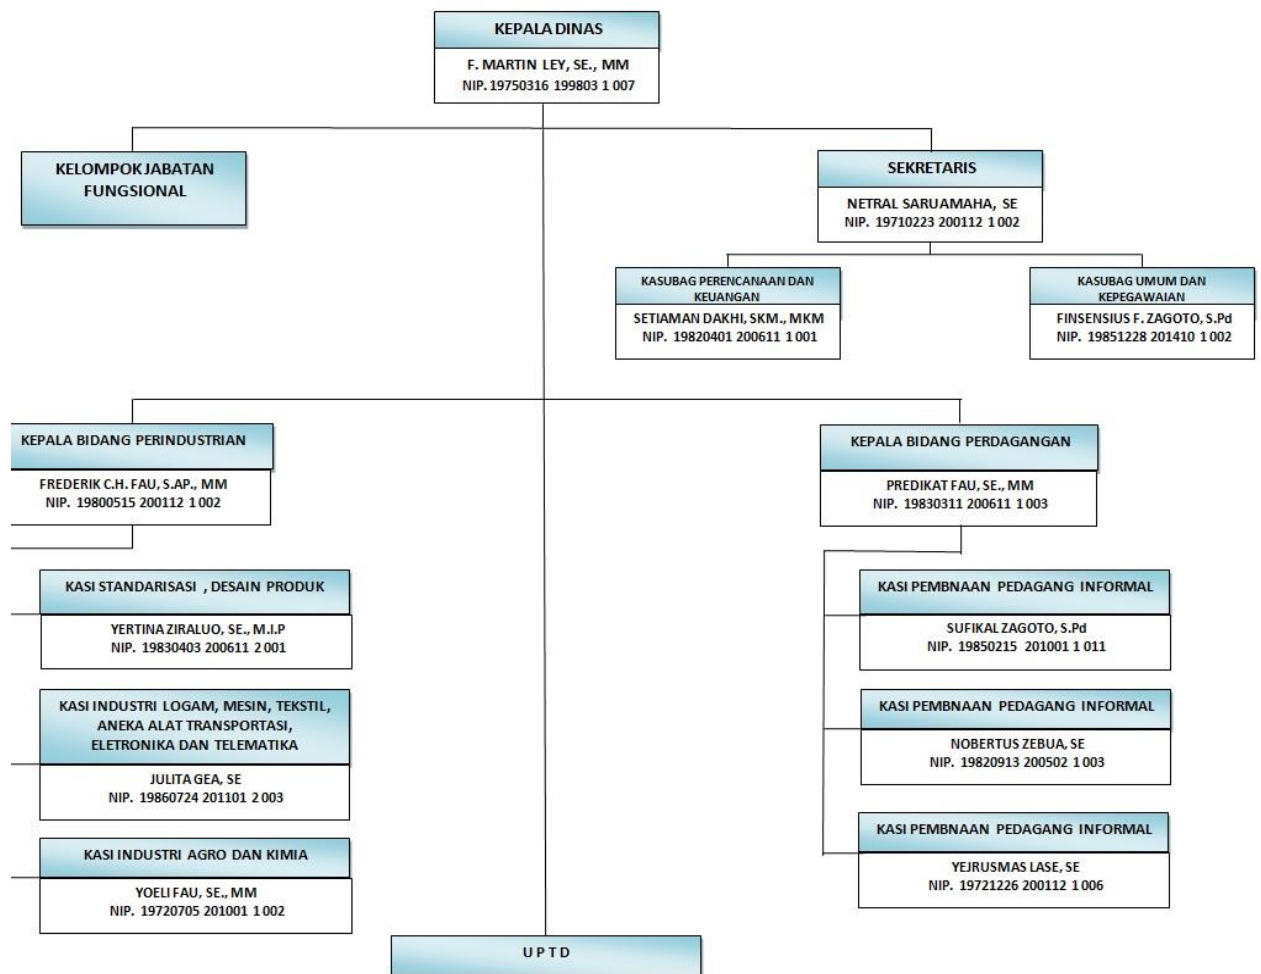 KEPALA DINAS
F. MARTIN LEY, SE., MM
NIP. 19750316 199803 1 007
KELOMPOK JABATAN
FUNGSIONAL
SEKRETARIS
NETRAL SARUAMAHA, SE
NIP. 19710223 200112 1 002
KASUBAG PERENCANAAN DAN
KEUANGAN
SETIAMAN DAKHI, SKM., MKM
NIP. 19820401 200611 1 001
KASUBAG UMUM DAN
KEPEGAWAIAN
FINSENSIUS F. ZAGOTO, S.Pd
NIP. 19851228 201410 1 002
KEPALA BIDANG PERINDUSTRIAN
FREDERIK C.H. FAU, S.AP., MM
NIP. 19800515 200112 1 002
KASI STANDARISASI , DESAIN PRODUK
YERTINA ZIRALUO, SE., M.I.P
NIP. 19830403 200611 2 001
KASI INDUSTRI LOGAM, MESIN, TEKSTIL,
ANEKA ALAT TRANSPORTASI,
ELETRONIKA DAN TELEMATIKA
JULITA GEA, SE
NIP. 19860724 201101 2 003
KASI INDUSTRI AGRO DAN KIMIA
YOELI FAU, SE., MM
NIP. 19720705 201001 1 002
KEPALA BIDANG PERDAGANGAN
PREDIKAT FAU, SE., MM
NIP. 19830311 200611 1 003
KASI PEMBNAAN PEDAGANG INFORMAL
SUFIKAL ZAGOTO, S.Pd
NIP. 19850215 201001 1 011
KASI PEMBNAAN PEDAGANG INFORMAL
NOBERTUS ZEBUA, SE
NIP. 19820913 200502 1 003
KASI PEMBNAAN PEDAGANG INFORMAL
YEJRUSMAS LASE, SE
NIP. 19721226 200112 1 006
U P T D